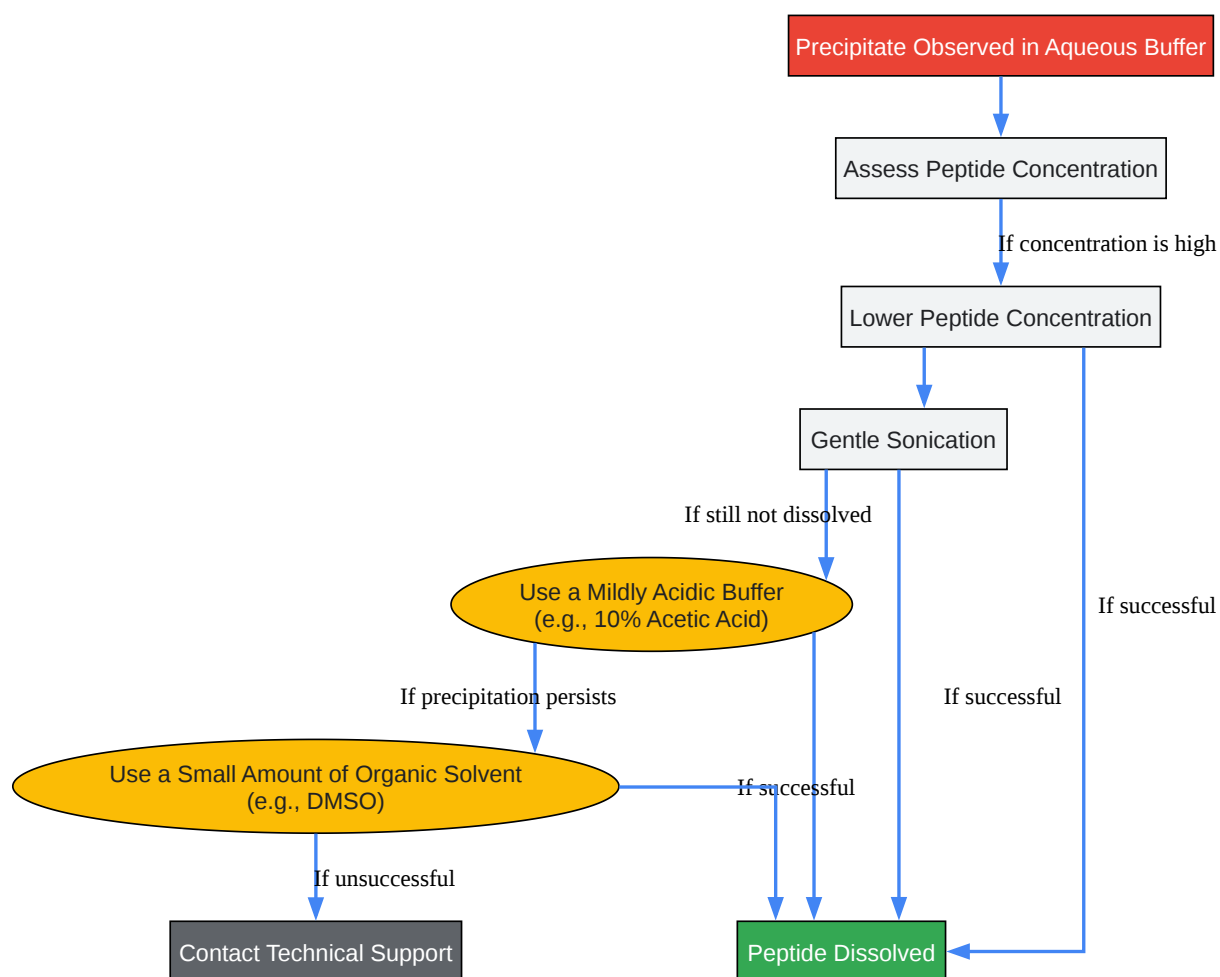 Precipitate Observed in Aqueous Buffer
Assess Peptide Concentration
If concentration is high
Lower Peptide Concentration
Gentle Sonication
If still not dissolved
Use a Mildly Acidic Buffer
(e.g., 10% Acetic Acid)
If successful
If precipitation persists
If successful
Use a Small Amount of Organic Solvent
(e.g., DMSO)
If successful
If unsuccessful
Contact Technical Support
Peptide Dissolved